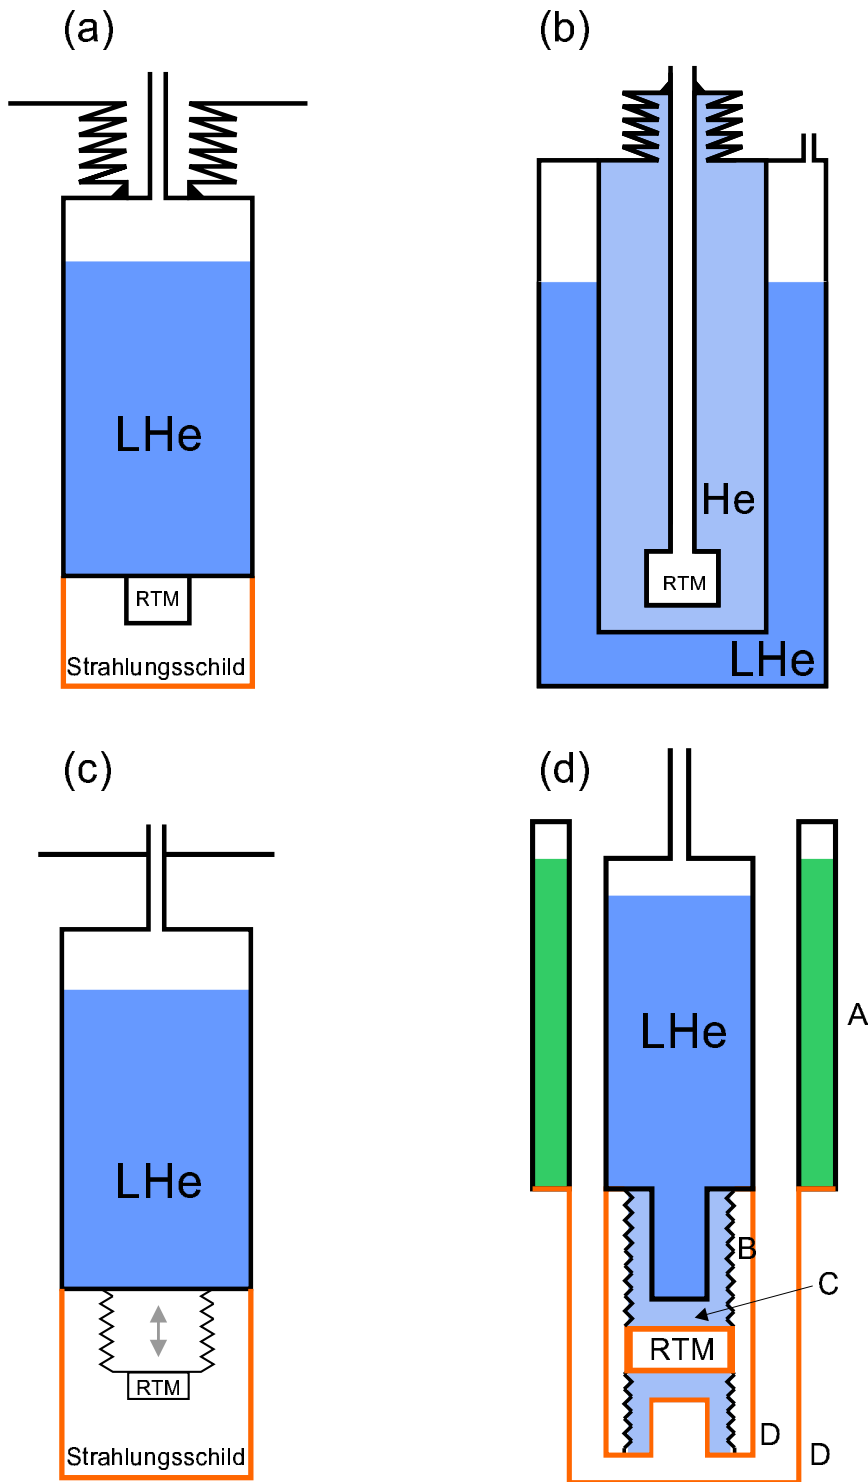 (a)
LHe
RTM
Strahlungsschild
(b)
He
RTM
LHe
(c)
LHe
RTM
Strahlungsschild
(d)
A
LHe
B
C
RTM
D
D